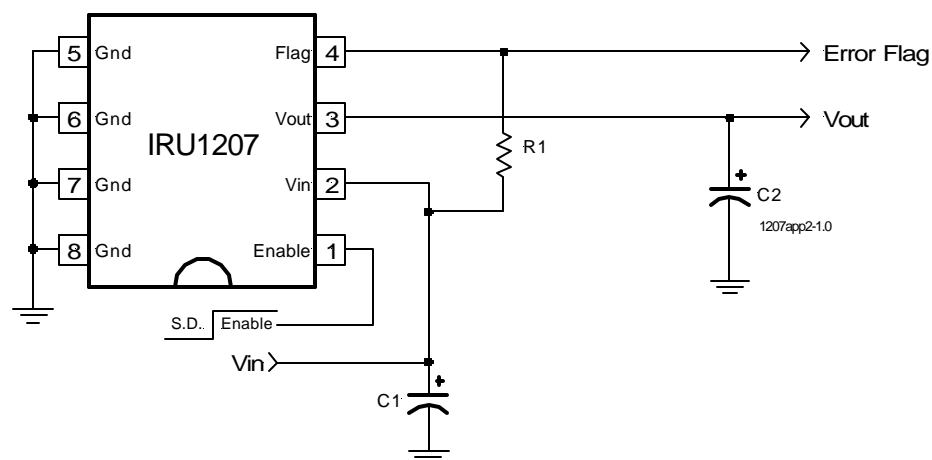 5 Gnd Flag 4 Error Flag
6 Gnd Vout 3 Vout
IRU1207
R1
7 Gnd Vin 2
+
C2
1207app2-1.0
8 Gnd Enable 1
S.D. Enable
Vin
+
C1